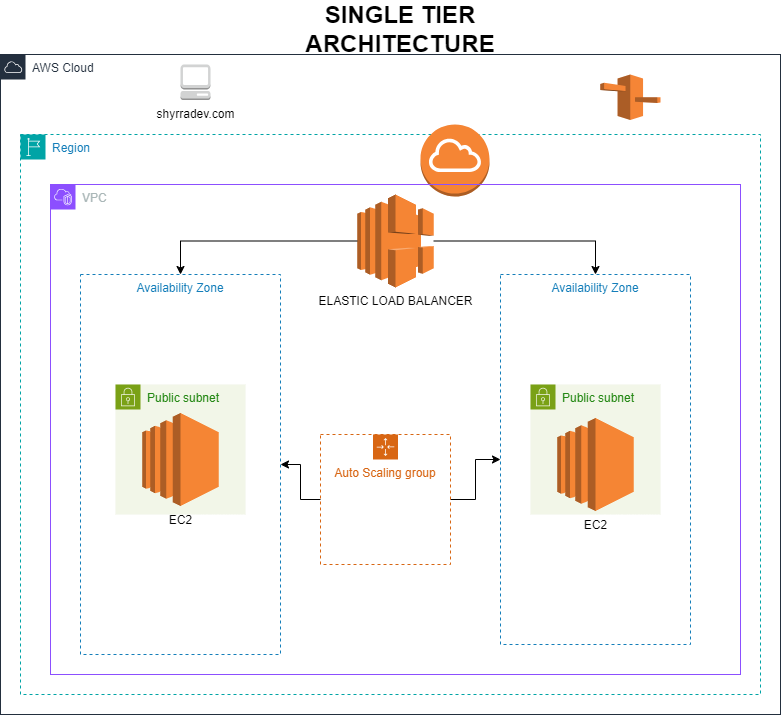 SINGLE TIER
ARCHITECTURE
AWS Cloud
shyrradev.com
Region
VPC
ELASTIC LOAD BALANCER
Availability Zone
Availability Zone
Public subnet
Public subnet
Auto Scaling group
EC2
EC2